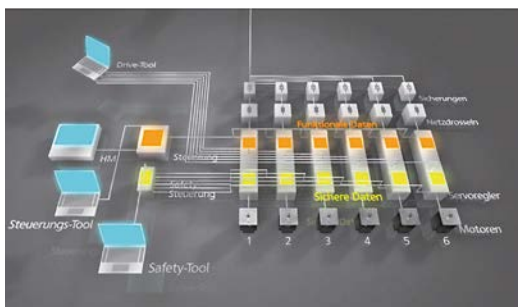 Drive-Tool
Sicherungen
Netzdrosseln
Funktionale Daten
HMI
Steuerung
Safety-
Steuerung
Sichere Daten
Servoregler
Steuerungs-Tool
Motoren
1 2 3 4 5 6
Safety-Tool